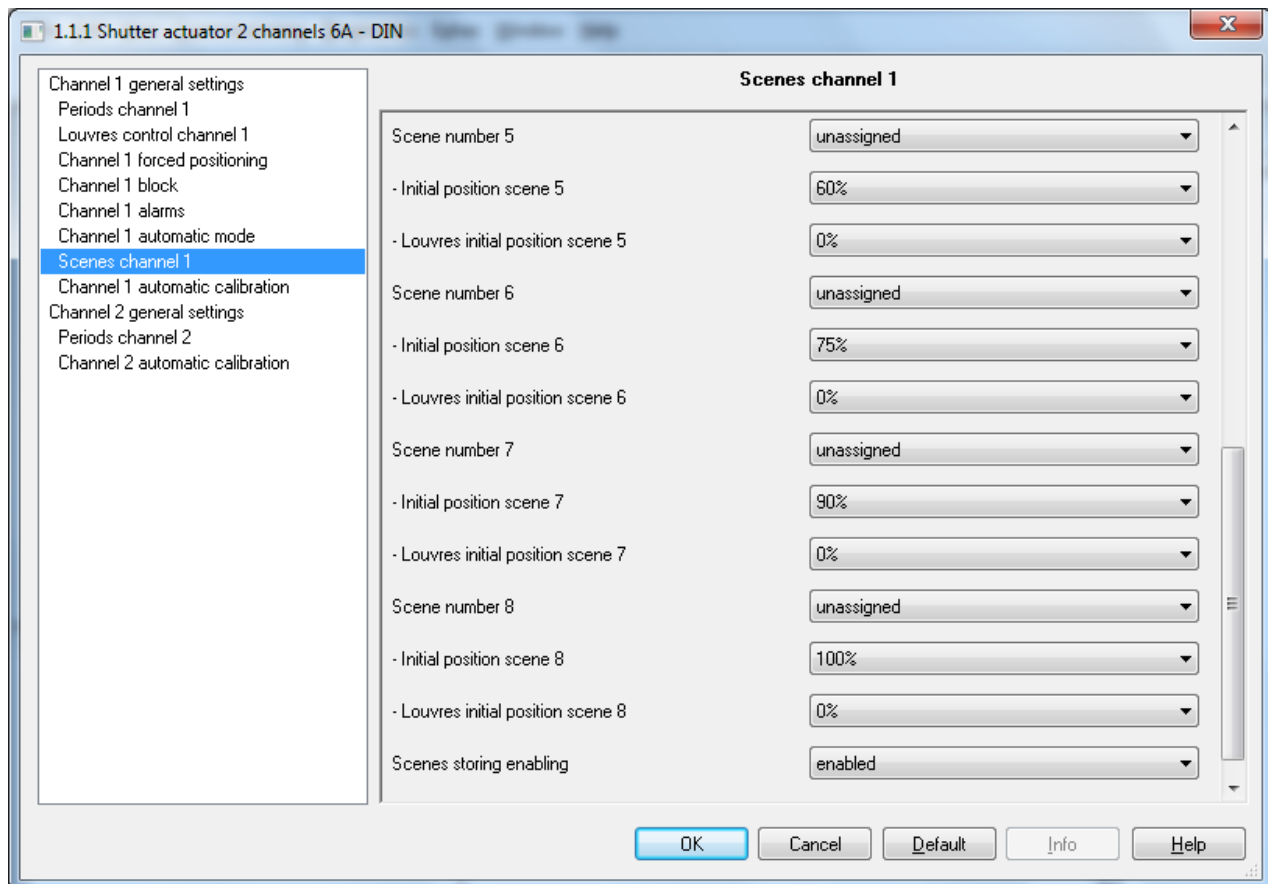 1.1.1 Shutter actuator 2 channels 6A - DIN
Channel 1 general settings
Periods channel 1
Louvres control channel 1
Channel 1 forced positioning
Channel 1 block
Channel 1 alarms
Channel 1 automatic mode
Scenes channel 1
Channel 1 automatic calibration
Channel 2 general settings
Periods channel 2
Channel 2 automatic calibration
Scenes channel 1
Scene number 5 unassigned
- Initial position scene 5 60%
- Louvres initial position scene 5 0%
Scene number 6 unassigned
- Initial position scene 6 75%
- Louvres initial position scene 6 0%
Scene number 7 unassigned
- Initial position scene 7 90%
- Louvres initial position scene 7 0%
Scene number 8 unassigned
- Initial position scene 8 100%
- Louvres initial position scene 8 0%
Scenes storing enabling enabled
OK Cancel Default Info Help